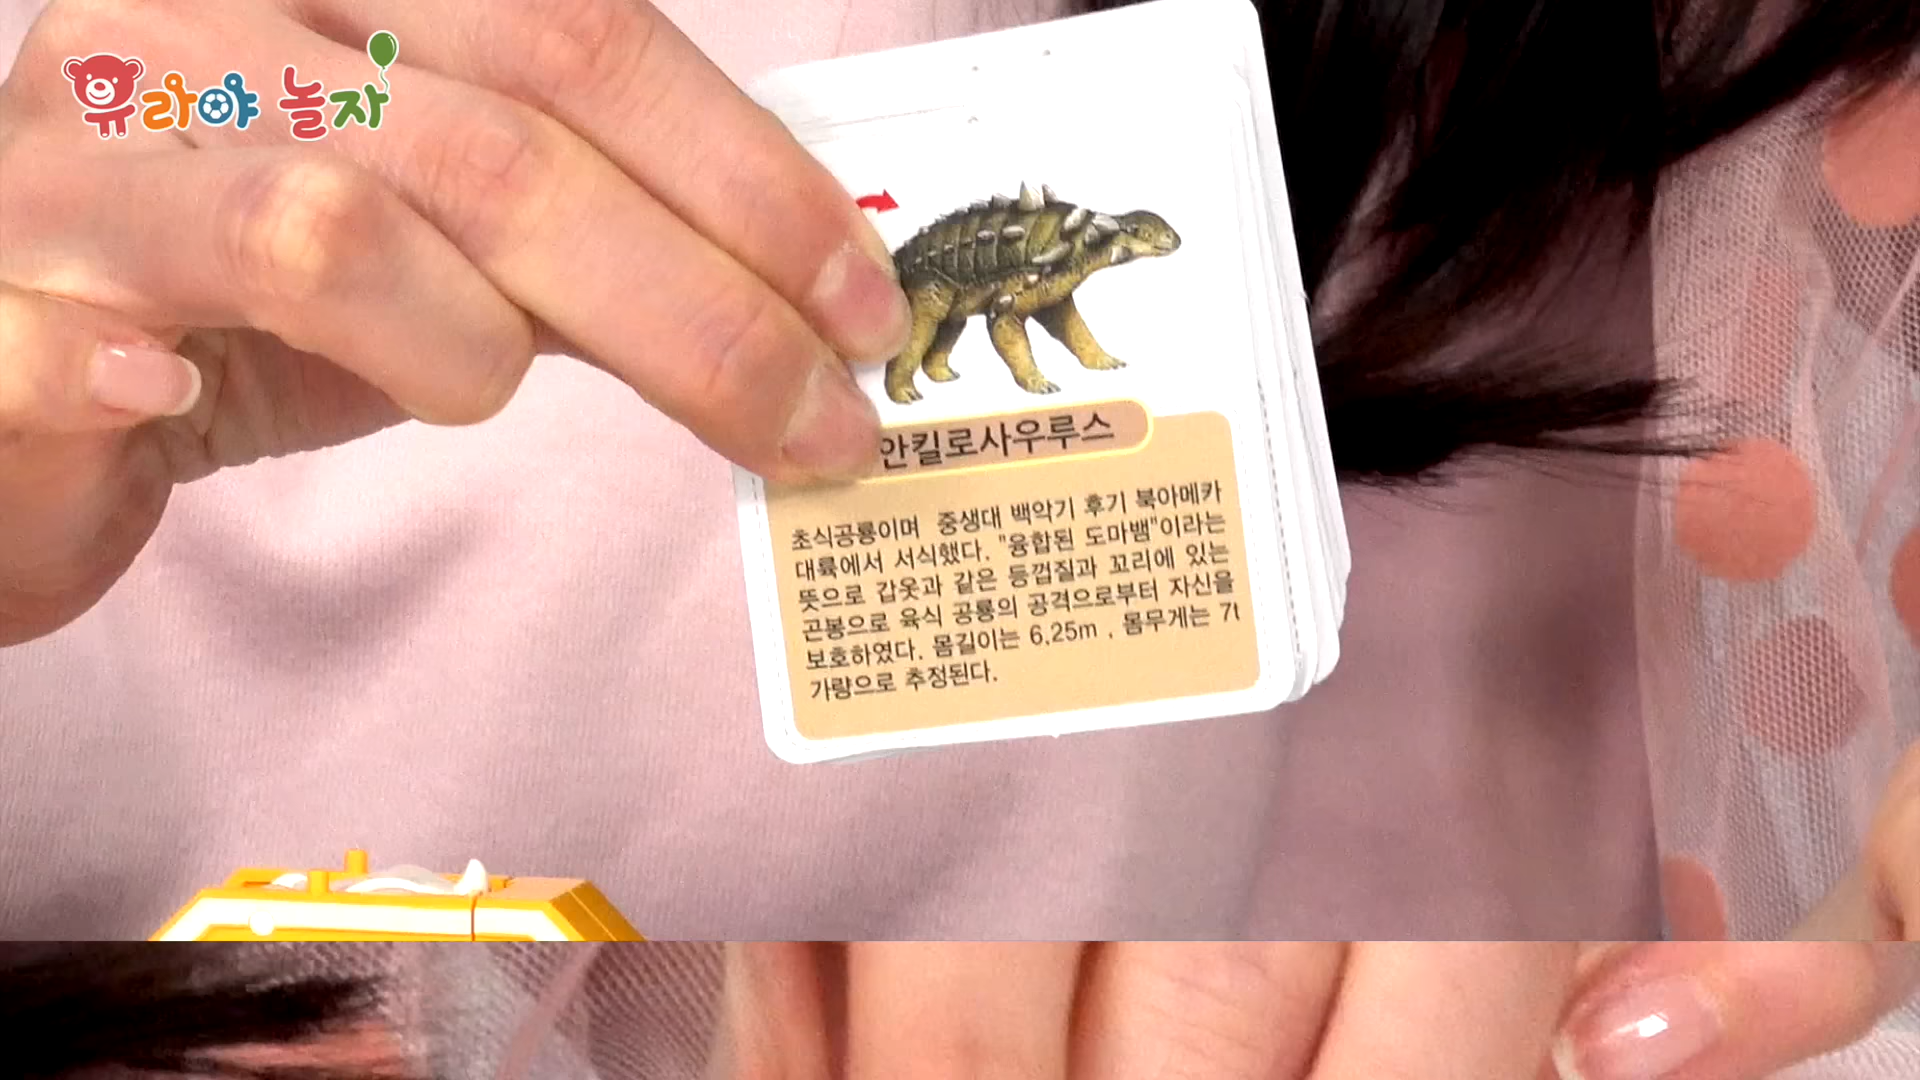 유라야 놀자
안킬로사우루스
초식공룡이며 중생대 백악기 후기 북아메카
대륙에서 서식했다. "융합된 도마뱀"이라는
뜻으로 갑옷과 같은 등껍질과 꼬리에 있는
곤봉으로 육식 공룡의 공격으로부터 자신을
보호하였다. 몸길이는 6.25m , 몸무게는 7t
가량으로 추정된다.